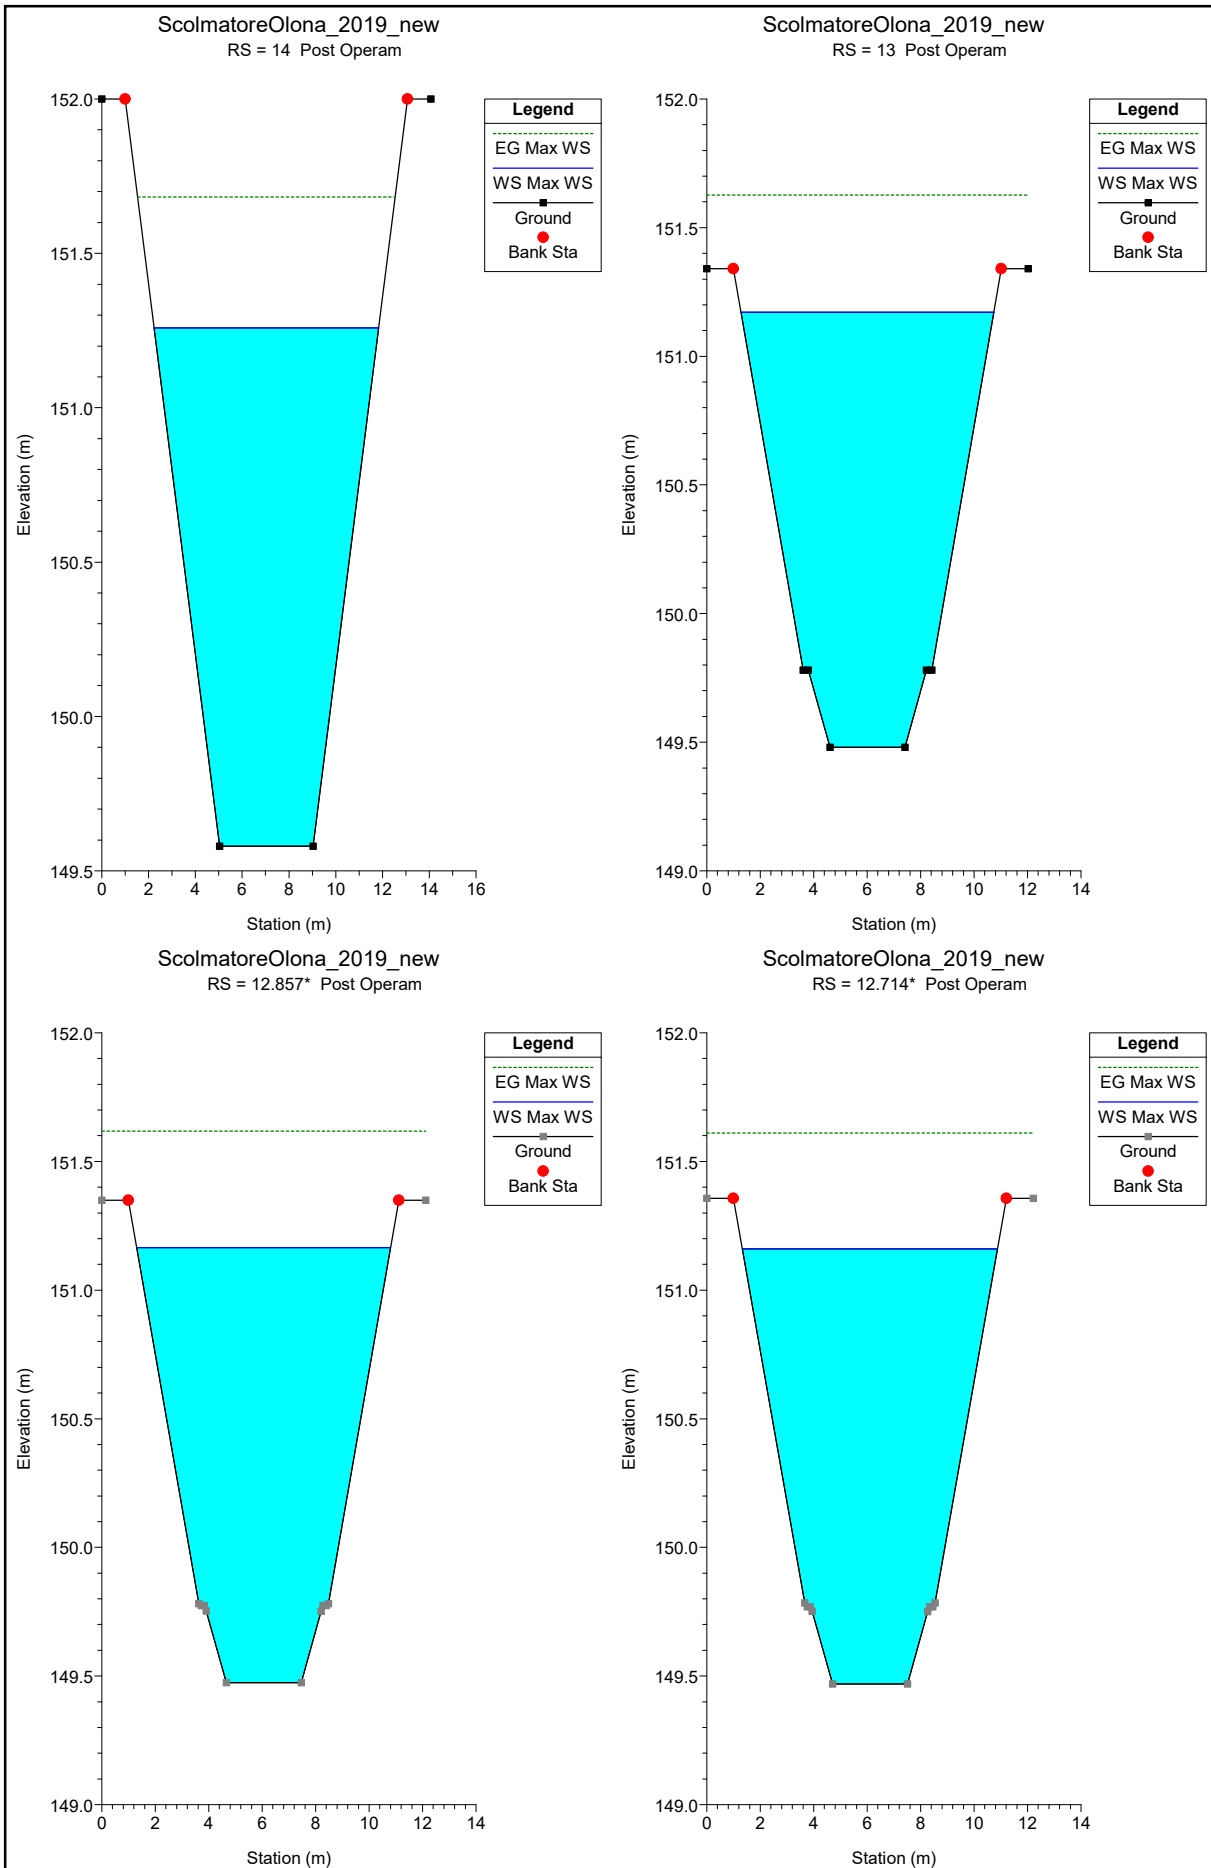 ScolmatoreOlona_2019_new
RS = 14 Post Operam
152.0
151.5
151.0
150.5
150.0
149.5
0 2 4 6 8 10 12 14 16
Station (m)
Elevation (m)
Legend
EG Max WS
WS Max WS
Ground
Bank Sta
RS = 13 Post Operam
152.0
151.5
151.0
150.5
150.0
149.5
149.0
0 2 4 6 8 10 12 14
Station (m)
Elevation (m)
Legend
EG Max WS
WS Max WS
Ground
Bank Sta
ScolmatoreOlona_2019_new
ScolmatoreOlona_2019_new
RS = 12.857* Post Operam
152.0
151.5
151.0
150.5
150.0
149.5
149.0
0 2 4 6 8 10 12 14
Station (m)
Elevation (m)
Legend
EG Max WS
WS Max WS
Ground
Bank Sta
ScolmatoreOlona_2019_new
RS = 12.714* Post Operam
152.0
151.5
151.0
150.5
150.0
149.5
149.0
0 2 4 6 8 10 12 14
Station (m)
Elevation (m)
Legend
EG Max WS
WS Max WS
Ground
Bank Sta